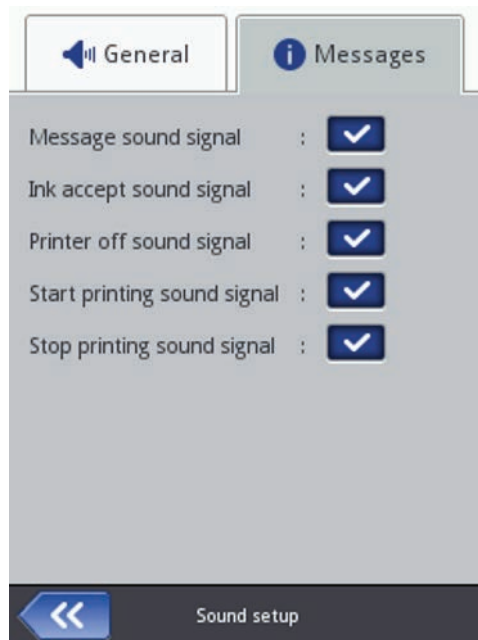 General
Messages
Message sound signal :
Ink accept sound signal :
Printer off sound signal :
Start printing sound signal :
Stop printing sound signal :
Sound setup